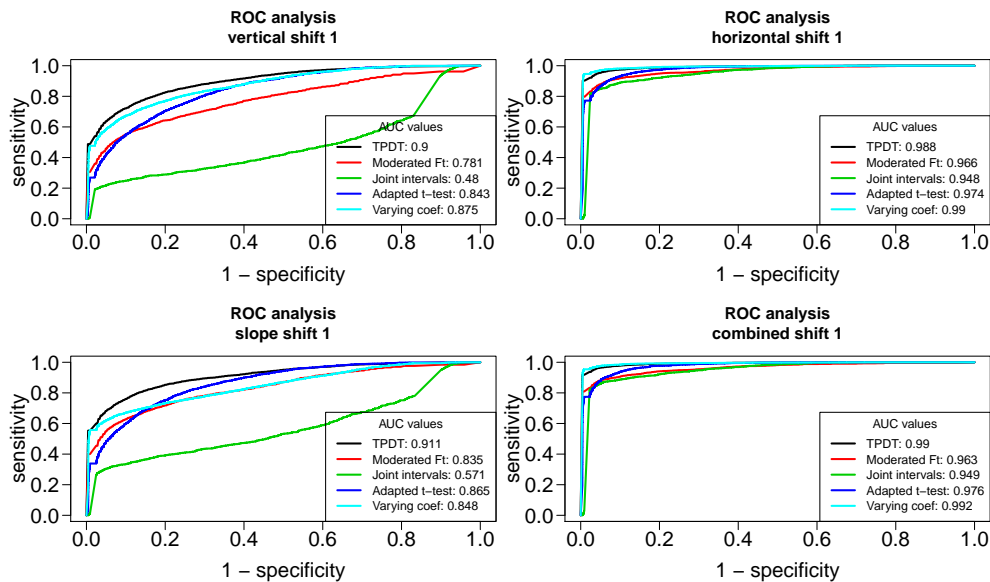 ROC analysis
vertical shift 1
sensitivity
1.0
0.8
0.6
0.4
0.2
0.0
AUC values
TPDT: 0.9
Moderated Ft: 0.781
Joint intervals: 0.48
Adapted t−test: 0.843
Varying coef: 0.875
0.0 0.2 0.4 0.6 0.8 1.0
1 − specificity
ROC analysis
horizontal shift 1
sensitivity
1.0
0.8
0.6
0.4
0.2
0.0
AUC values
TPDT: 0.988
Moderated Ft: 0.966
Joint intervals: 0.948
Adapted t−test: 0.974
Varying coef: 0.99
0.0 0.2 0.4 0.6 0.8 1.0
1 − specificity
ROC analysis
slope shift 1
sensitivity
1.0
0.8
0.6
0.4
0.2
0.0
AUC values
TPDT: 0.911
Moderated Ft: 0.835
Joint intervals: 0.571
Adapted t−test: 0.865
Varying coef: 0.848
0.0 0.2 0.4 0.6 0.8 1.0
1 − specificity
ROC analysis
combined shift 1
sensitivity
1.0
0.8
0.6
0.4
0.2
0.0
AUC values
TPDT: 0.99
Moderated Ft: 0.963
Joint intervals: 0.949
Adapted t−test: 0.976
Varying coef: 0.992
0.0 0.2 0.4 0.6 0.8 1.0
1 − specificity